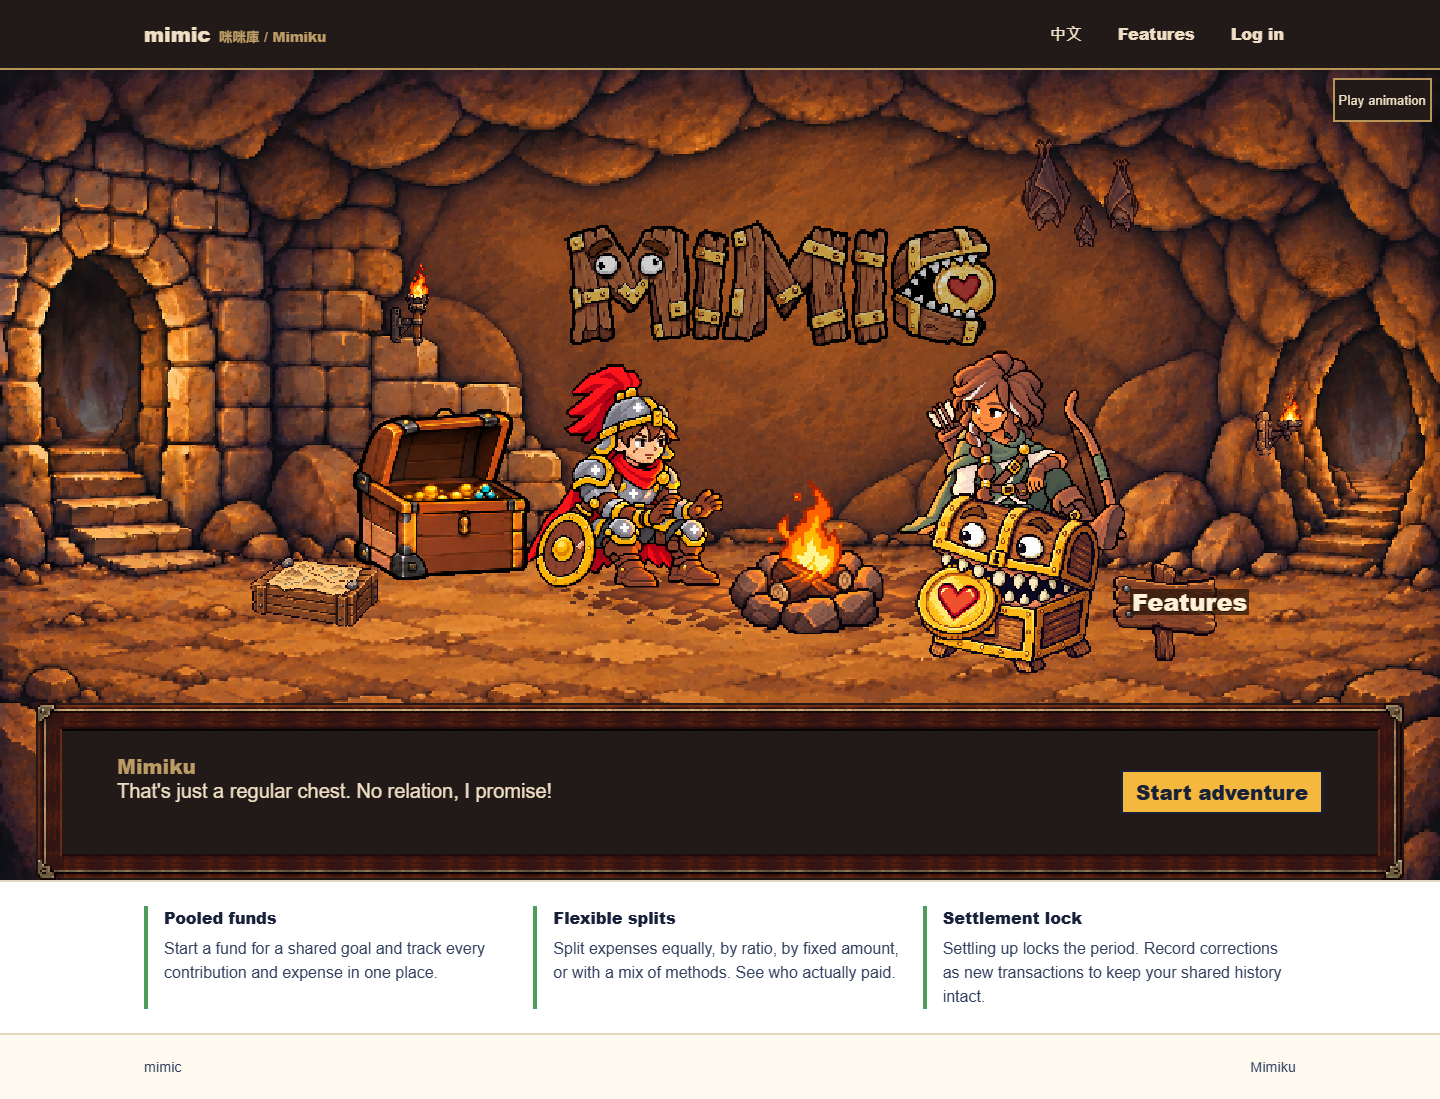 mimic 咪咪庫 / Mimiku
中文 Features Log in
Play animation
MIMIC
Features
Mimiku
That's just a regular chest. No relation, I promise!
Start adventure
Pooled funds
Start a fund for a shared goal and track every
contribution and expense in one place.
Flexible splits
Split expenses equally, by ratio, by fixed amount,
or with a mix of methods. See who actually paid.
Settlement lock
Settling up locks the period. Record corrections
as new transactions to keep your shared history
intact.
mimic
Mimiku